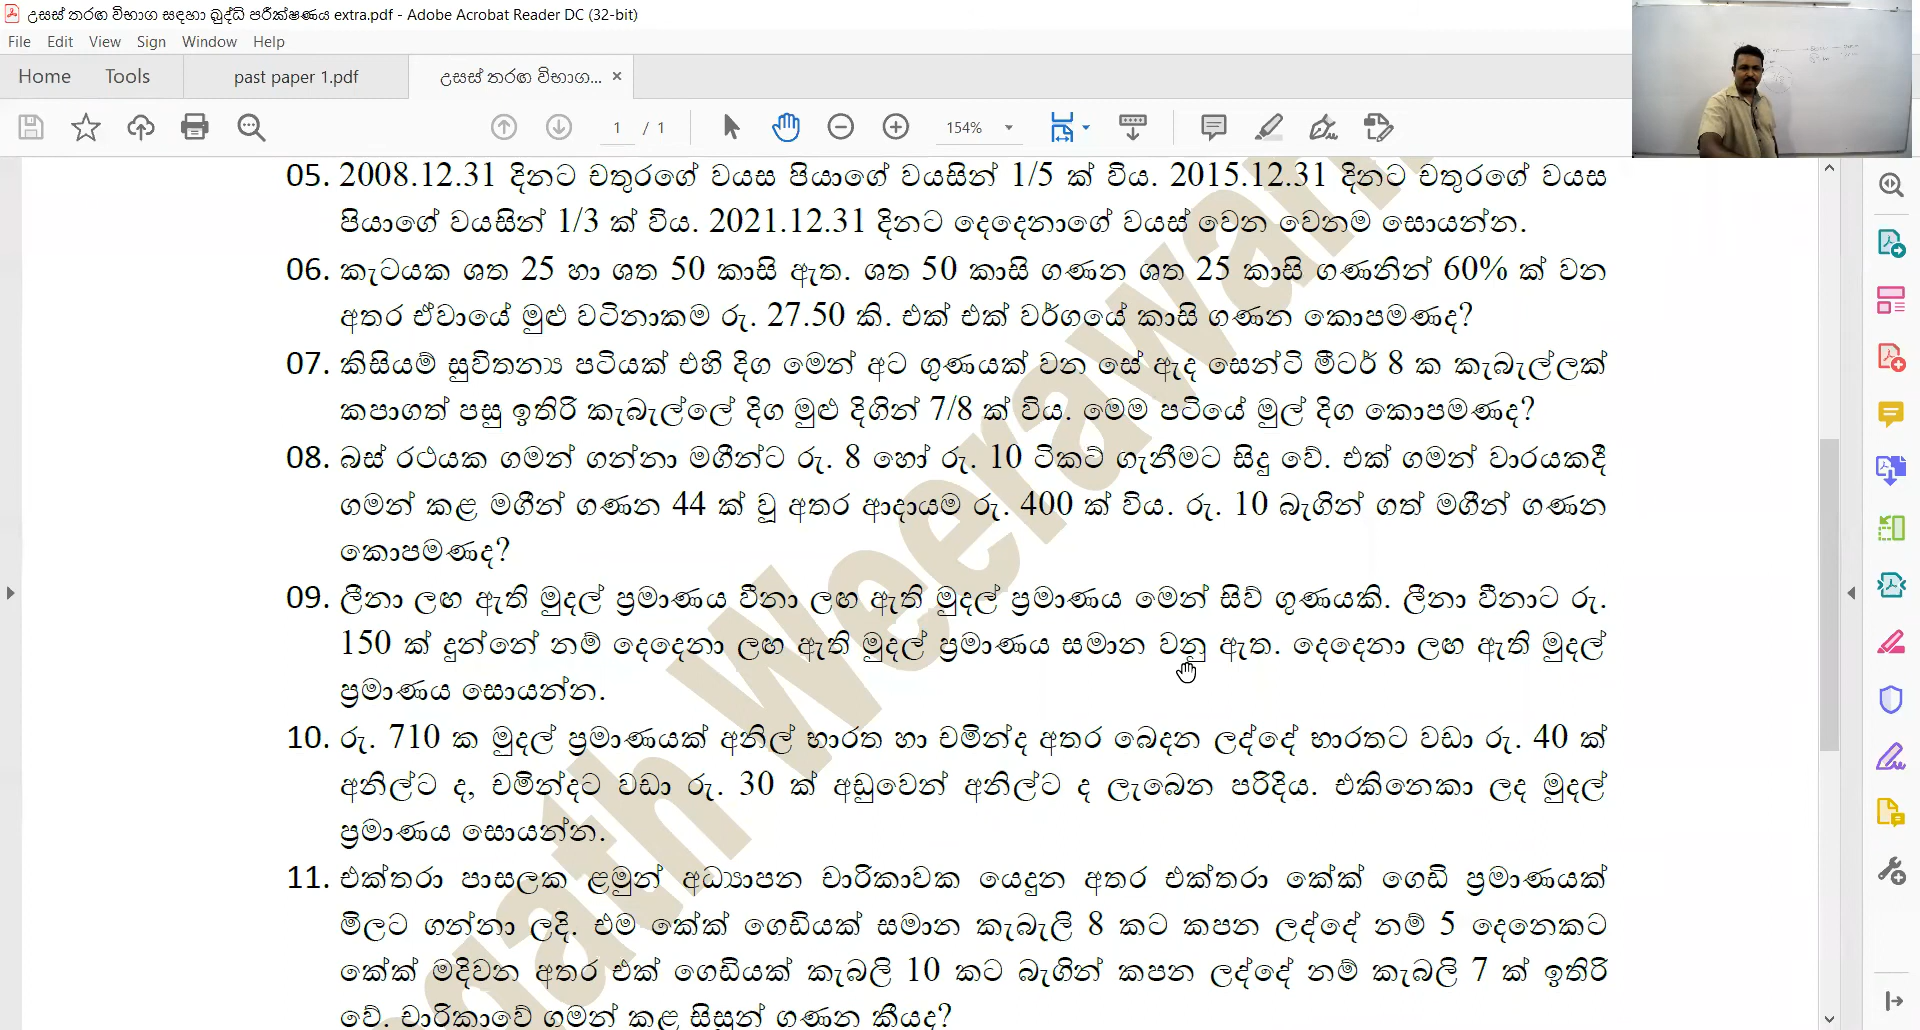 උසස් තරඟ විභාග සඳහා බුද්ධි පරීක්ෂණය extra.pdf - Adobe Acrobat Reader DC (32-bit)
File Edit View Sign Window Help
Home Tools past paper 1.pdf උසස් තරඟ විභාග... ×
1 / 1 154%
05. 2008.12.31 දිනට චතුරගේ වයස පියාගේ වයසින් 1/5 ක් විය. 2015.12.31 දිනට චතුරගේ වයස
පියාගේ වයසින් 1/3 ක් විය. 2021.12.31 දිනට දෙදෙනාගේ වයස් වෙන වෙනම සොයන්න.
06. කැටයක ශත 25 හා ශත 50 කාසි ඇත. ශත 50 කාසි ගණන ශත 25 කාසි ගණනින් 60% ක් වන
අතර ඒවායේ මුළු වටිනාකම රු. 27.50 කි. එක් එක් වර්ගයේ කාසි ගණන කොපමණද?
07. කිසියම් සුවිතන්‍ය පටියක් එහි දිග මෙන් අට ගුණයක් වන සේ ඇද සෙන්ටි මීටර් 8 ක කැබැල්ලක්
කපාගත් පසු ඉතිරි කැබැල්ලේ දිග මුළු දිගින් 7/8 ක් විය. මෙම පටියේ මුල් දිග කොපමණද?
08. බස් රථයක ගමන් ගන්නා මගීන්ට රු. 8 හෝ රු. 10 ටිකට් ගැනීමට සිදු වේ. එක් ගමන් වාරයකදී
ගමන් කළ මගීන් ගණන 44 ක් වූ අතර ආදායම රු. 400 ක් විය. රු. 10 බැගින් ගත් මගීන් ගණන
කොපමණද?
09. ලීනා ලඟ ඇති මුදල් ප්‍රමාණය වීනා ලඟ ඇති මුදල් ප්‍රමාණය මෙන් සිව් ගුණයකි. ලීනා වීනාට රු.
150 ක් දුන්නේ නම් දෙදෙනා ලඟ ඇති මුදල් ප්‍රමාණය සමාන වනු ඇත. දෙදෙනා ලඟ ඇති මුදල්
ප්‍රමාණය සොයන්න.
10. රු. 710 ක මුදල් ප්‍රමාණයක් අනිල් භාරත හා චමින්ද අතර බෙදන ලද්දේ භාරතට වඩා රු. 40 ක්
අනිල්ට ද, චමින්දට වඩා රු. 30 ක් අඩුවෙන් අනිල්ට ද ලැබෙන පරිදිය. එකිනෙකා ලද මුදල්
ප්‍රමාණය සොයන්න.
11. එක්තරා පාසලක ළමුන් අධ්‍යාපන චාරිකාවක යෙදුන අතර එක්තරා කේක් ගෙඩි ප්‍රමාණයක්
මිලට ගන්නා ලදි. එම කේක් ගෙඩියක් සමාන කැබැලි 8 කට කපන ලද්දේ නම් 5 දෙනෙකට
කේක් මදිවන අතර එක් ගෙඩියක් කැබලි 10 කට බැගින් කපන ලද්දේ නම් කැබලි 7 ක් ඉතිරි
වේ. චාරිකාවේ ගමන් කළ සිසුන් ගණන කීයද?